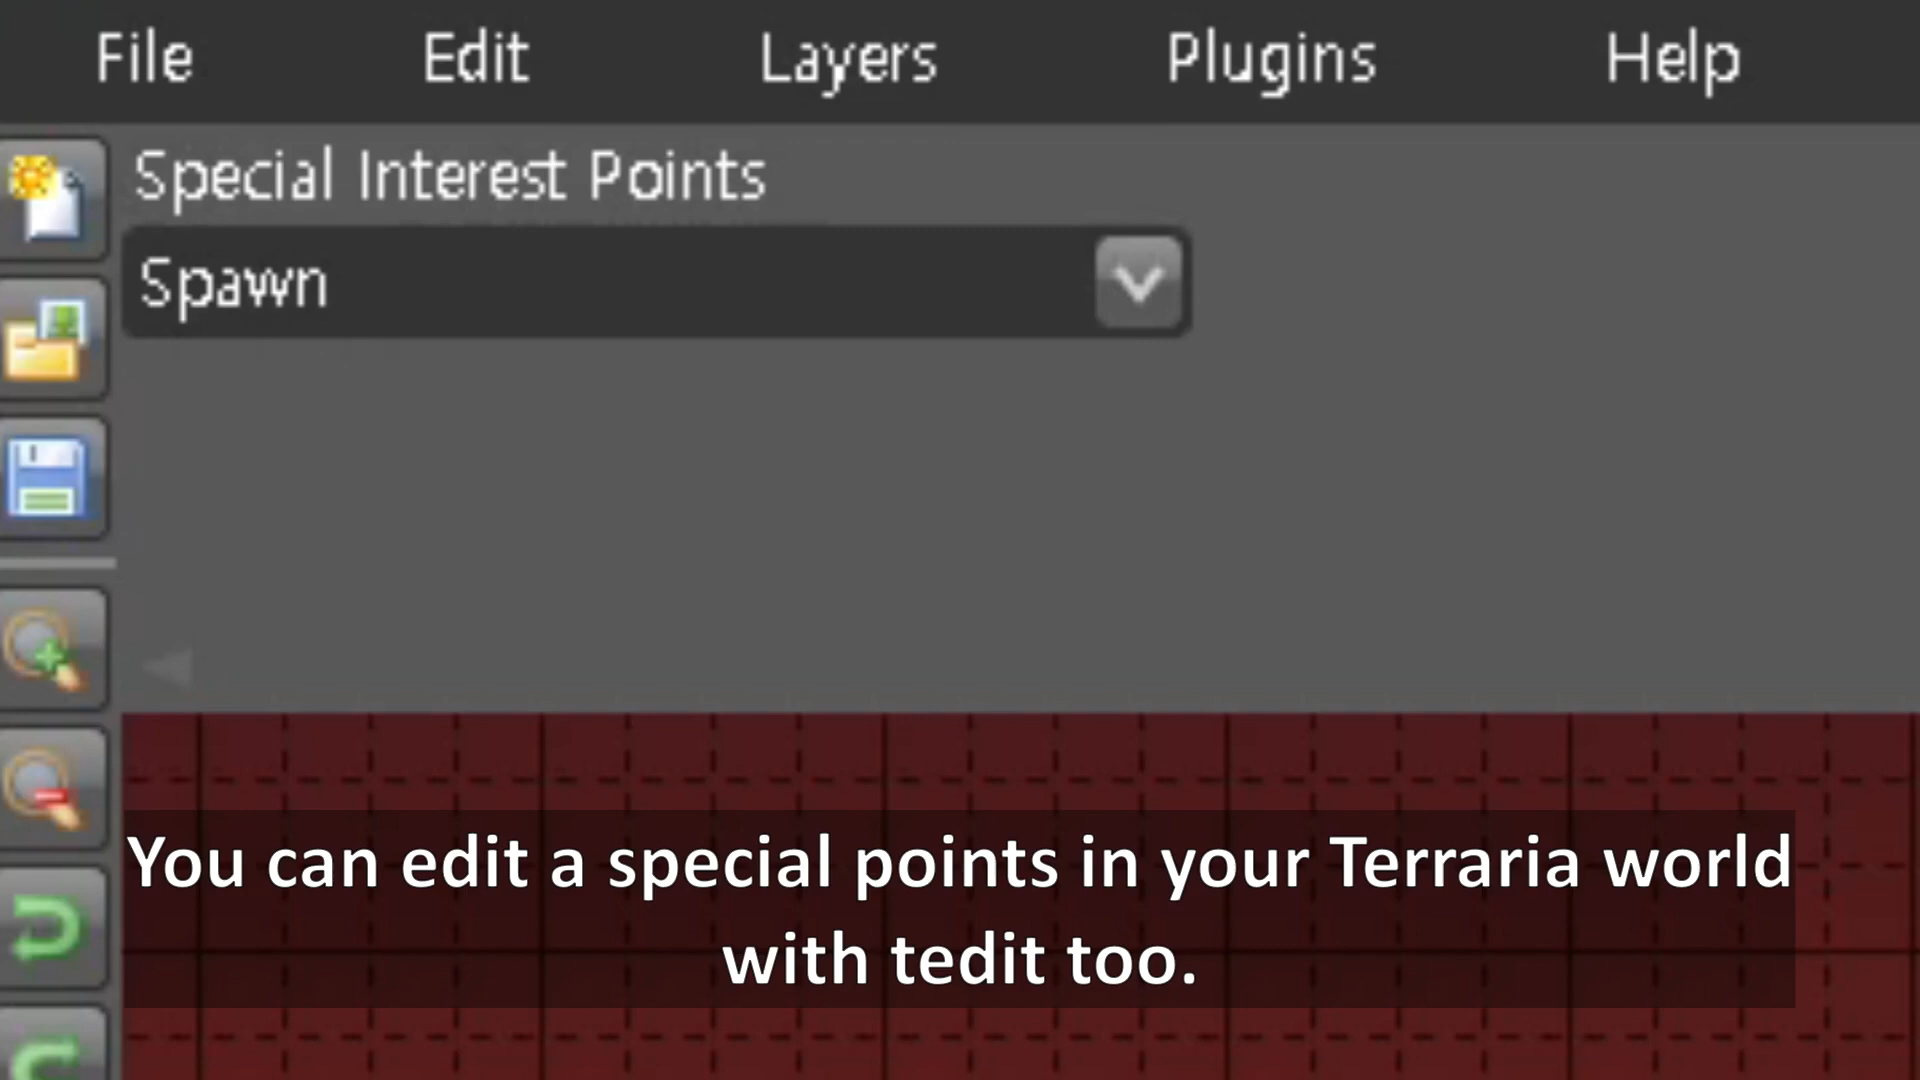 File Edit Layers Plugins Help
Special Interest Points
Spawn
You can edit a special points in your Terraria world
with tedit too.